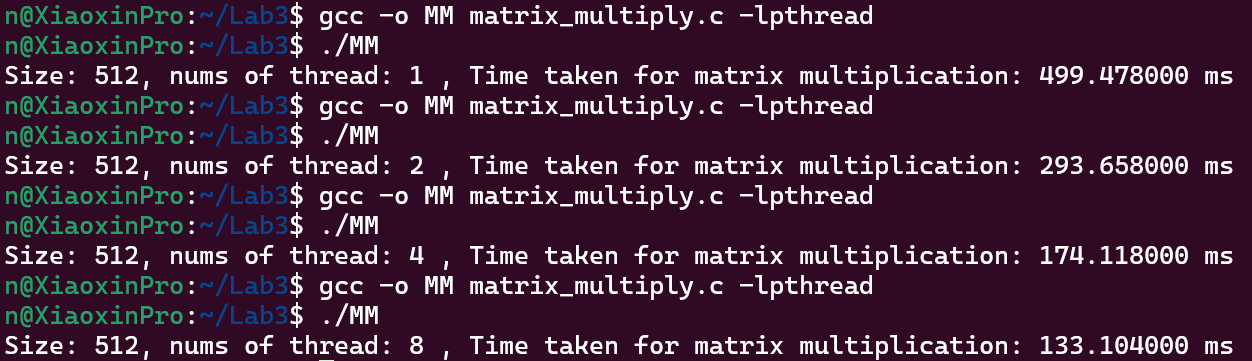 n@XiaoxinPro:~/Lab3$ gcc -o MM matrix_multiply.c -lpthread
n@XiaoxinPro:~/Lab3$ ./MM
Size: 512, nums of thread: 1 , Time taken for matrix multiplication: 499.478000 ms
n@XiaoxinPro:~/Lab3$ gcc -o MM matrix_multiply.c -lpthread
n@XiaoxinPro:~/Lab3$ ./MM
Size: 512, nums of thread: 2 , Time taken for matrix multiplication: 293.658000 ms
n@XiaoxinPro:~/Lab3$ gcc -o MM matrix_multiply.c -lpthread
n@XiaoxinPro:~/Lab3$ ./MM
Size: 512, nums of thread: 4 , Time taken for matrix multiplication: 174.118000 ms
n@XiaoxinPro:~/Lab3$ gcc -o MM matrix_multiply.c -lpthread
n@XiaoxinPro:~/Lab3$ ./MM
Size: 512, nums of thread: 8 , Time taken for matrix multiplication: 133.104000 ms